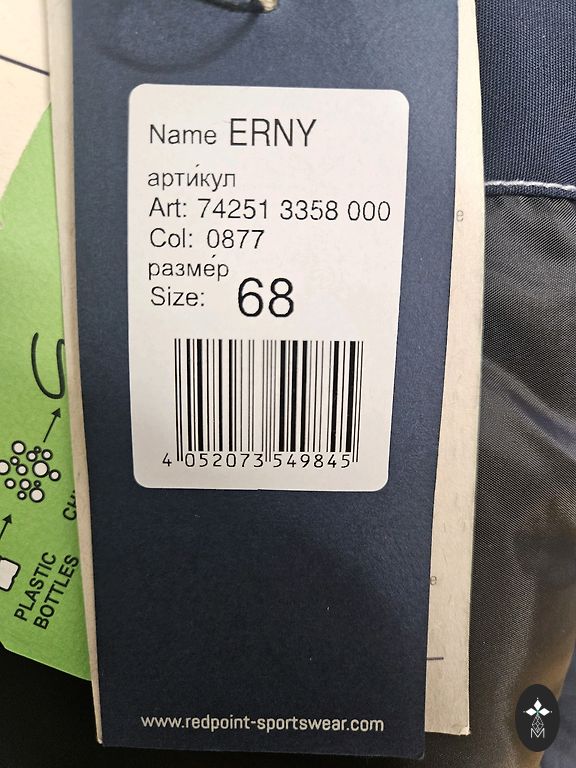 Name ERNY
арти́кул
Art: 74251 3358 000
Col: 0877
разме́р
Size: 68
4 052073 549845
PLASTIC
BOTTLES
www.redpoint-sportswear.com